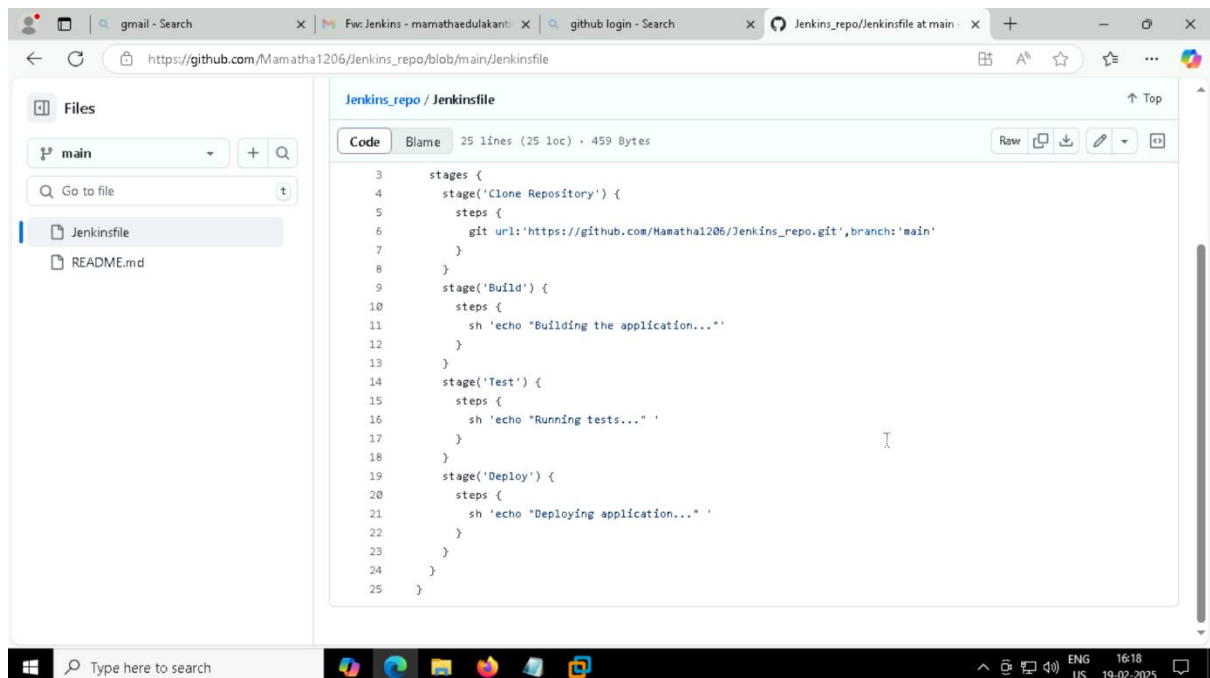 gmail - Search
Fw: Jenkins - mamathaedulakanti
github login - Search
Jenkins_repo/Jenkinsfile at main ·
https://github.com/Mamatha1206/Jenkins_repo/blob/main/Jenkinsfile
Files
main
Go to file
t
Jenkinsfile
README.md
Jenkins_repo / Jenkinsfile
Top
Code Blame 25 lines (25 loc) · 459 Bytes
Raw
3 stages {
4 stage('Clone Repository') {
5 steps {
6 git url:'https://github.com/Mamatha1206/Jenkins_repo.git',branch:'main'
7 }
8 }
9 stage('Build') {
10 steps {
11 sh 'echo "Building the application..."'
12 }
13 }
14 stage('Test') {
15 steps {
16 sh 'echo "Running tests..." '
17 }
18 }
19 stage('Deploy') {
20 steps {
21 sh 'echo "Deploying application..." '
22 }
23 }
24 }
25 }
Type here to search
ENG
US
16:18
19-02-2025